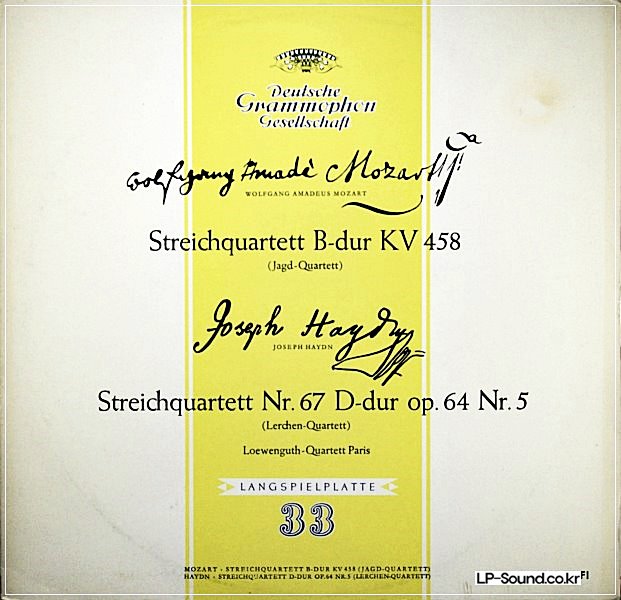 Deutsche
Grammophon
Gesellschaft
Wolfgang Amadè Mozart
WOLFGANG AMADEUS MOZART
Streichquartett B-dur KV 458
(Jagd-Quartett)
Joseph Haydn
JOSEPH HAYDN
Streichquartett Nr. 67 D-dur op. 64 Nr. 5
(Lerchen-Quartett)
Loewenguth-Quartett Paris
LANGSPIELPLATTE
33
MOZART · STREICHQUARTETT B-DUR KV 458 (JAGD-QUARTETT)
HAYDN · STREICHQUARTETT D-DUR OP. 64 NR. 5 (LERCHEN-QUARTETT)
LP-Sound.co.kr FI